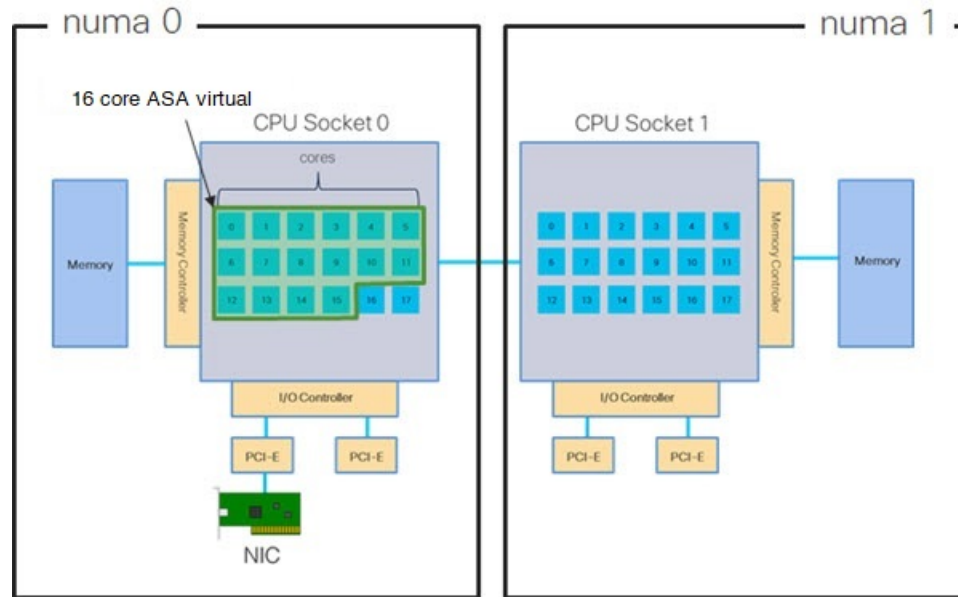 numa 0
numa 1
16 core ASA virtual
CPU Socket 0
CPU Socket 1
cores
Memory
Memory Controller
0 1 2 3 4 5
6 7 8 9 10 11
12 13 14 15 16 17
0 1 2 3 4 5
6 7 8 9 10 11
12 13 14 15 16 17
Memory Controller
Memory
I/O Controller
I/O Controller
PCI-E
PCI-E
PCI-E
PCI-E
NIC